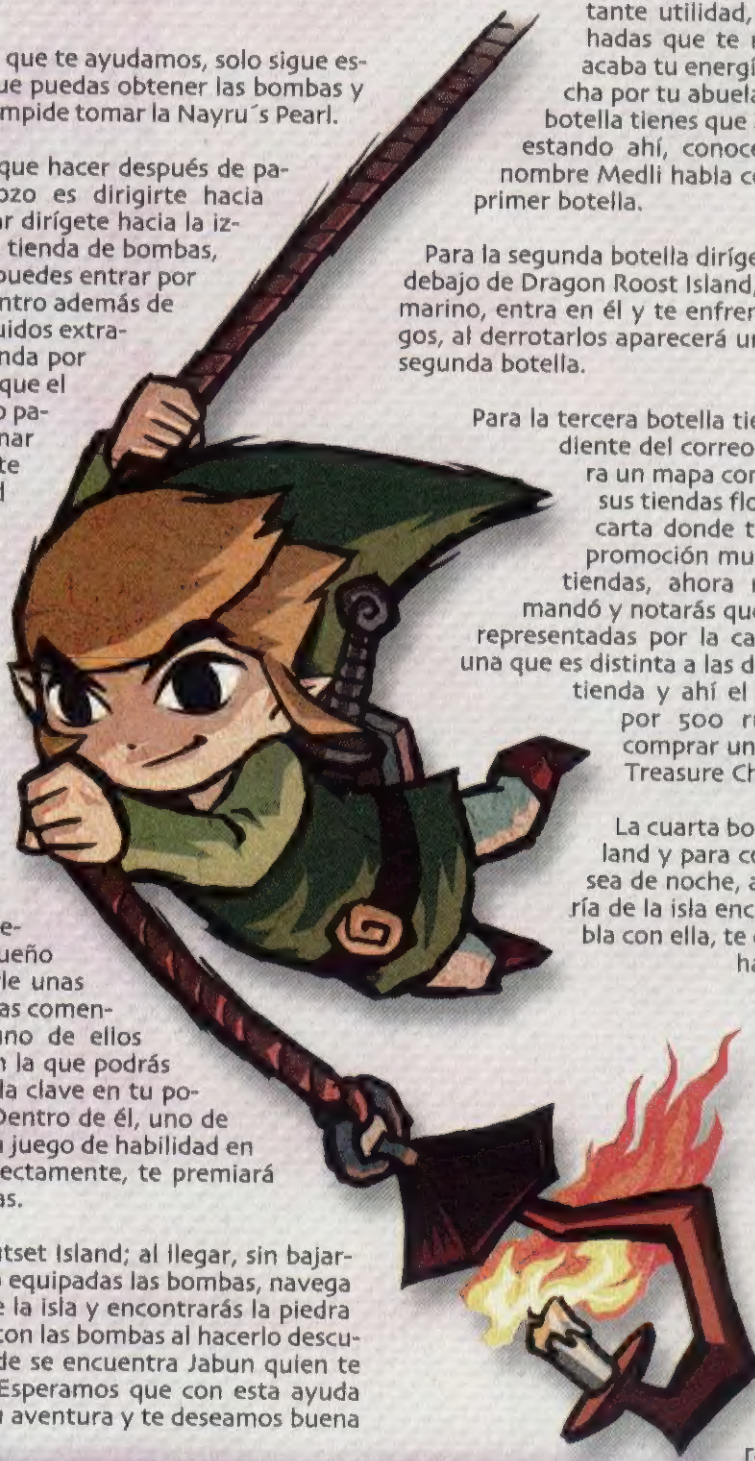 que te ayudamos, solo sigue es-
ue puedas obtener las bombas y
mpide tomar la Nayru´s Pearl.
que hacer después de pa-
ozo es dirigirte hacia
ar dirígete hacia la iz-
tienda de bombas,
puedes entrar por
ntro además de
uidos extra-
nda por
que el
o pa-
nar
te
d
e-
ueño
le unas
as comen-
uno de ellos
n la que podrás
la clave en tu po-
Dentro de él, uno de
n juego de habilidad en
ectamente, te premiará
as.
utset Island; al llegar, sin bajar-
o equipadas las bombas, navega
e la isla y encontrarás la piedra
con las bombas al hacerlo descu-
de se encuentra Jabun quien te
Esperamos que con esta ayuda
u aventura y te deseamos buena
tante utilidad,
hadas que te r
acaba tu energí
cha por tu abuela
botella tienes que
estando ahí, conoce
nombre Medli habla co
primer botella.
Para la segunda botella diríge
debajo de Dragon Roost Island,
marino, entra en él y te enfren
gos, al derrotarlos aparecerá un
segunda botella.
Para la tercera botella tie
diente del correo
ra un mapa con
sus tiendas flo
carta donde t
promoción mu
tiendas, ahora r
mandó y notarás que
representadas por la ca
una que es distinta a las d
tienda y ahí el
por 500 ru
comprar un
Treasure Ch
La cuarta bo
land y para co
sea de noche, a
ría de la isla enc
bla con ella, te
ha